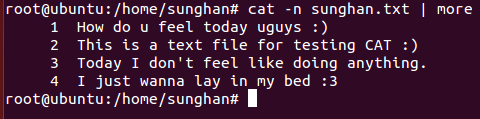 root@ubuntu:/home/sunghan# cat -n sunghan.txt | more
     1  How do u feel today uguys :)
     2  This is a text file for testing CAT :)
     3  Today I don't feel like doing anything.
     4  I just wanna lay in my bed :3
root@ubuntu:/home/sunghan#